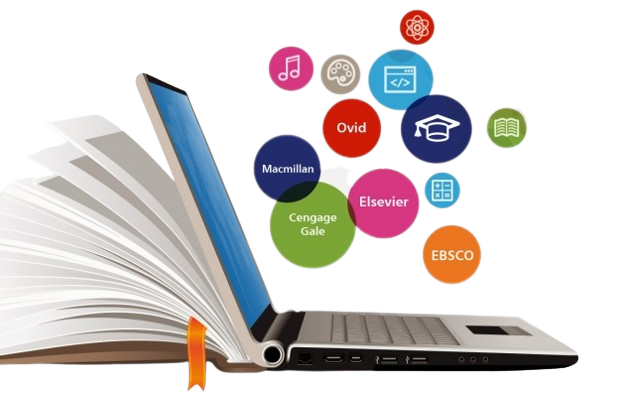 </>
Ovid
Macmillan
Elsevier
Cengage
Gale
EBSCO